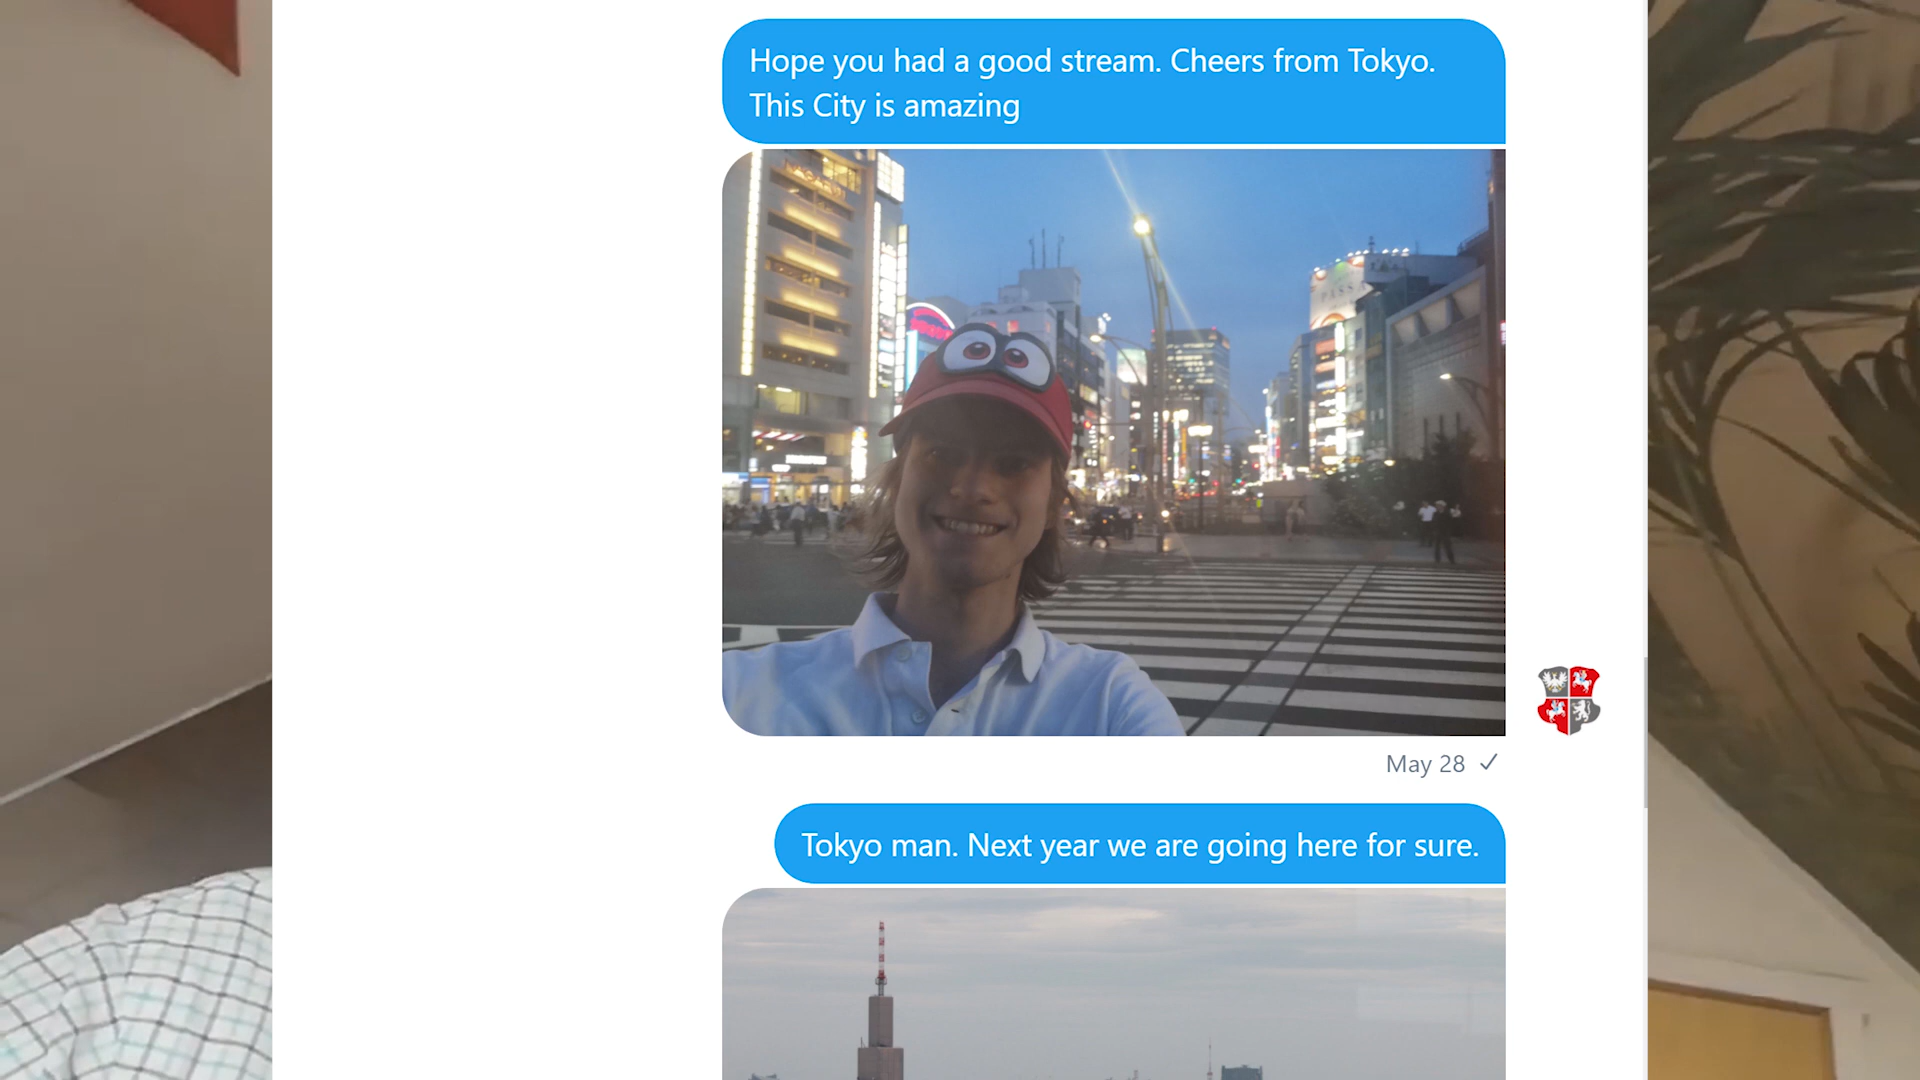 Hope you had a good stream. Cheers from Tokyo.
This City is amazing
PASSA
May 28
Tokyo man. Next year we are going here for sure.